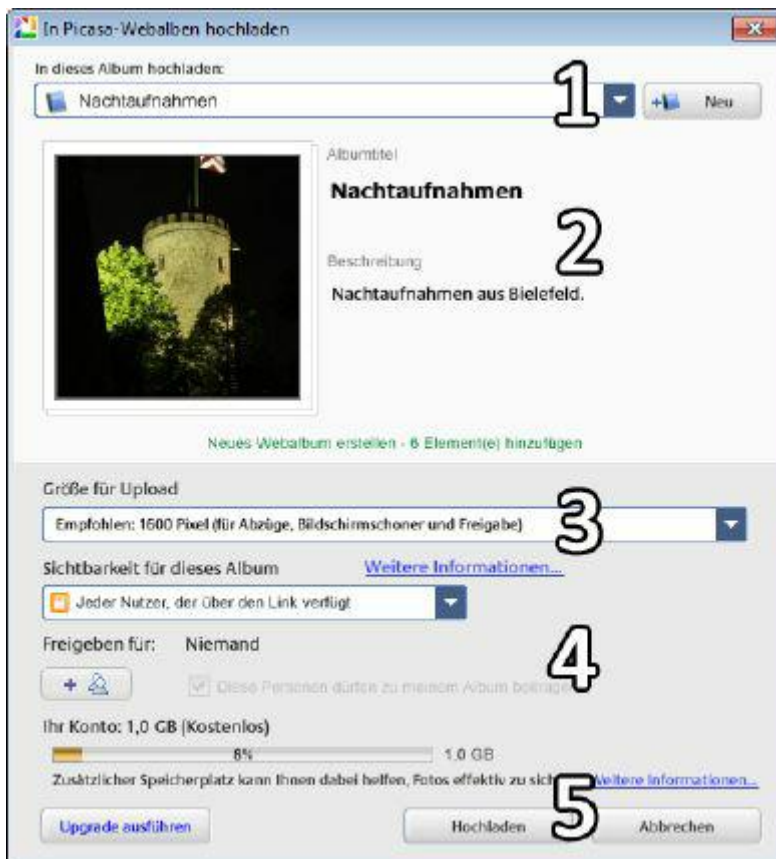 In Picasa-Webalben hochladen
In dieses Album hochladen:
Nachtaufnahmen
1
Neu
Albumtitel
Nachtaufnahmen
2
Beschreibung
Nachtaufnahmen aus Bielefeld.
Neues Webalbum erstellen - 6 Element(e) hinzufügen
Größe für Upload
Empfohlen: 1600 Pixel (für Abzüge, Bildschirmschoner und Freigabe)
3
Sichtbarkeit für dieses Album Weitere Informationen...
Jeder Nutzer, der über den Link verfügt
Freigeben für: Niemand
4
+
Diese Personen dürfen zu meinem Album
Ihr Konto: 1,0 GB (Kostenlos)
8% 1.0 GB
Zusätzlicher Speicherplatz kann Ihnen dabei helfen, Fotos effektiv zu Weitere Informationen...
5
Upgrade ausführen Hochladen Abbrechen